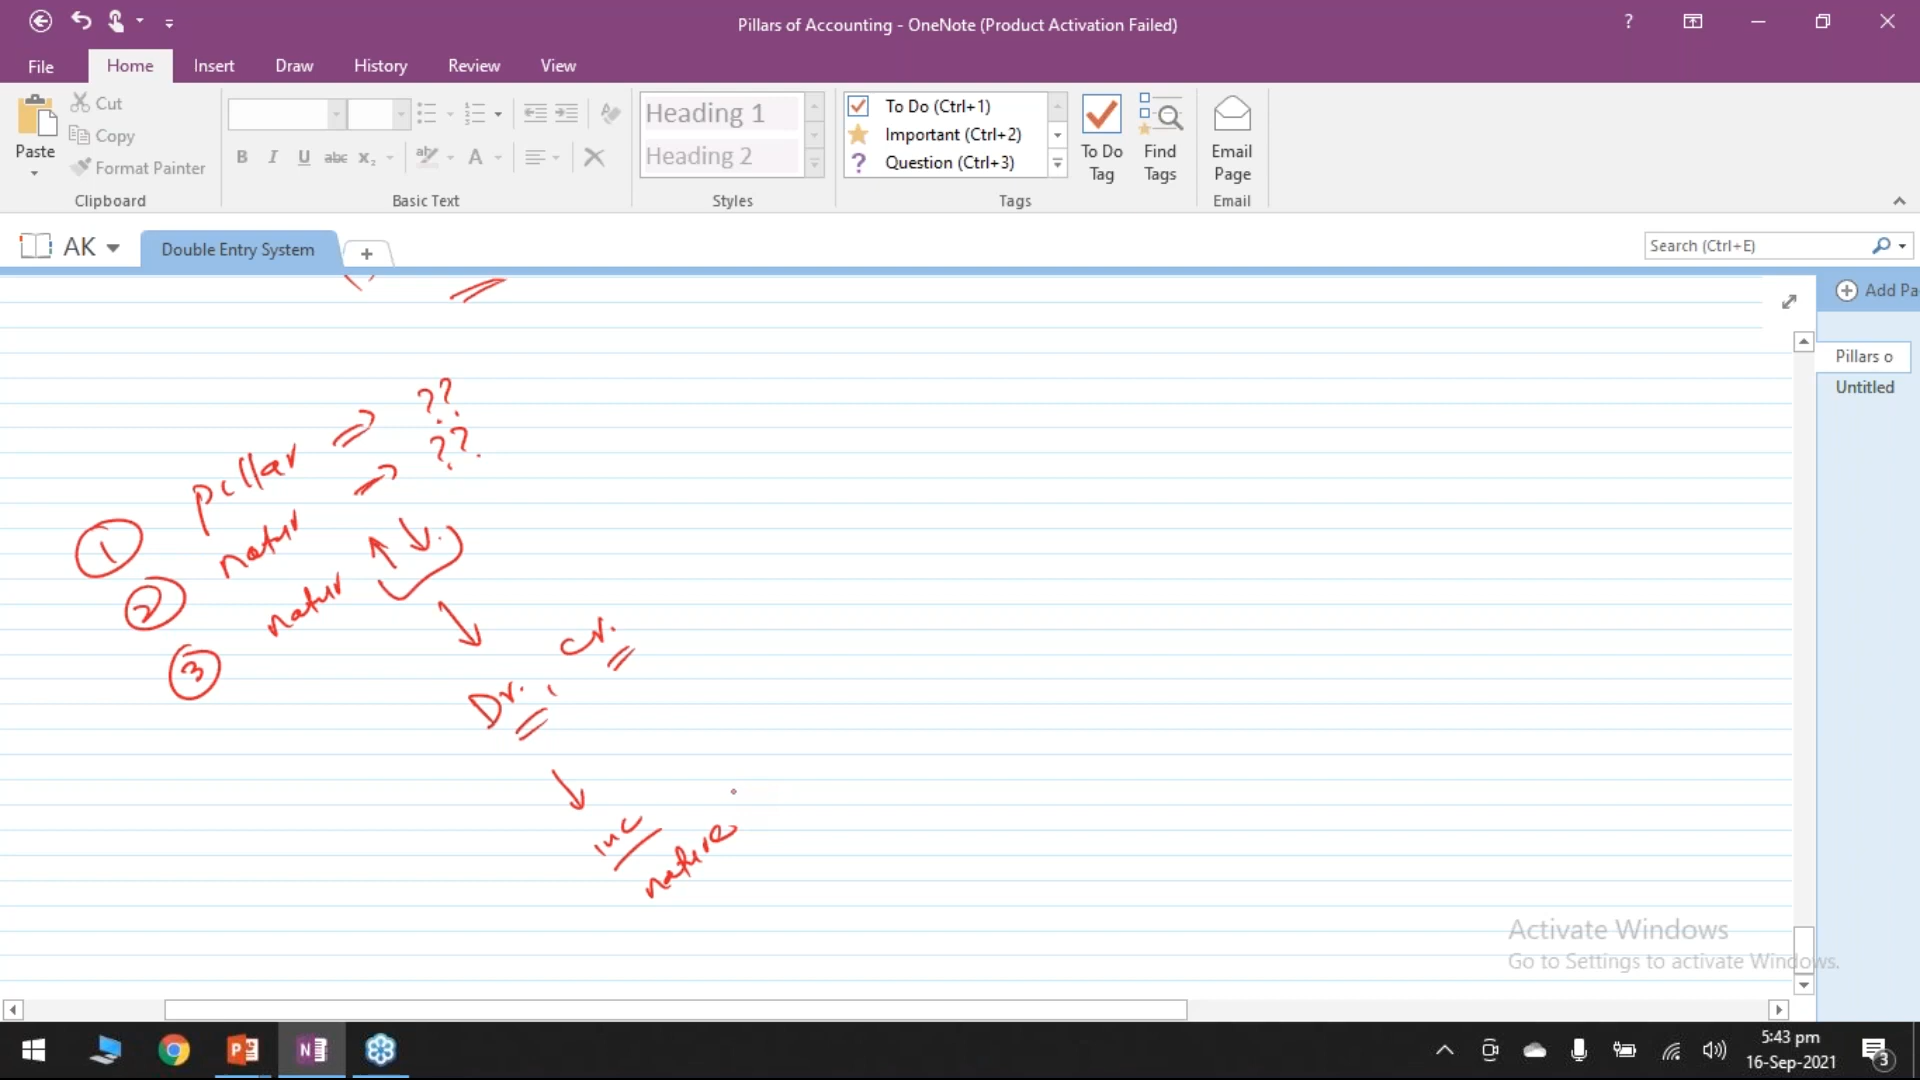 Pillars of Accounting - OneNote (Product Activation Failed)
?
File
Home
Insert
Draw
History
Review
View
Paste
Cut
Copy
Format Painter
Clipboard
B I U abc x₂ ab A
Basic Text
Heading 1
Heading 2
Styles
To Do (Ctrl+1)
Important (Ctrl+2)
? Question (Ctrl+3)
Tags
To Do
Tag
Find
Tags
Email
Page
Email
AK
Double Entry System
+
Search (Ctrl+E)
Add Pa
Pillars o
Untitled
① pillar ⇒ ??
② natur → ??
③ natur ↑ ↓
Dr. , Cr.
inc
nature
Activate Windows
Go to Settings to activate Windows.
P
N
5:43 pm
16-Sep-2021
3